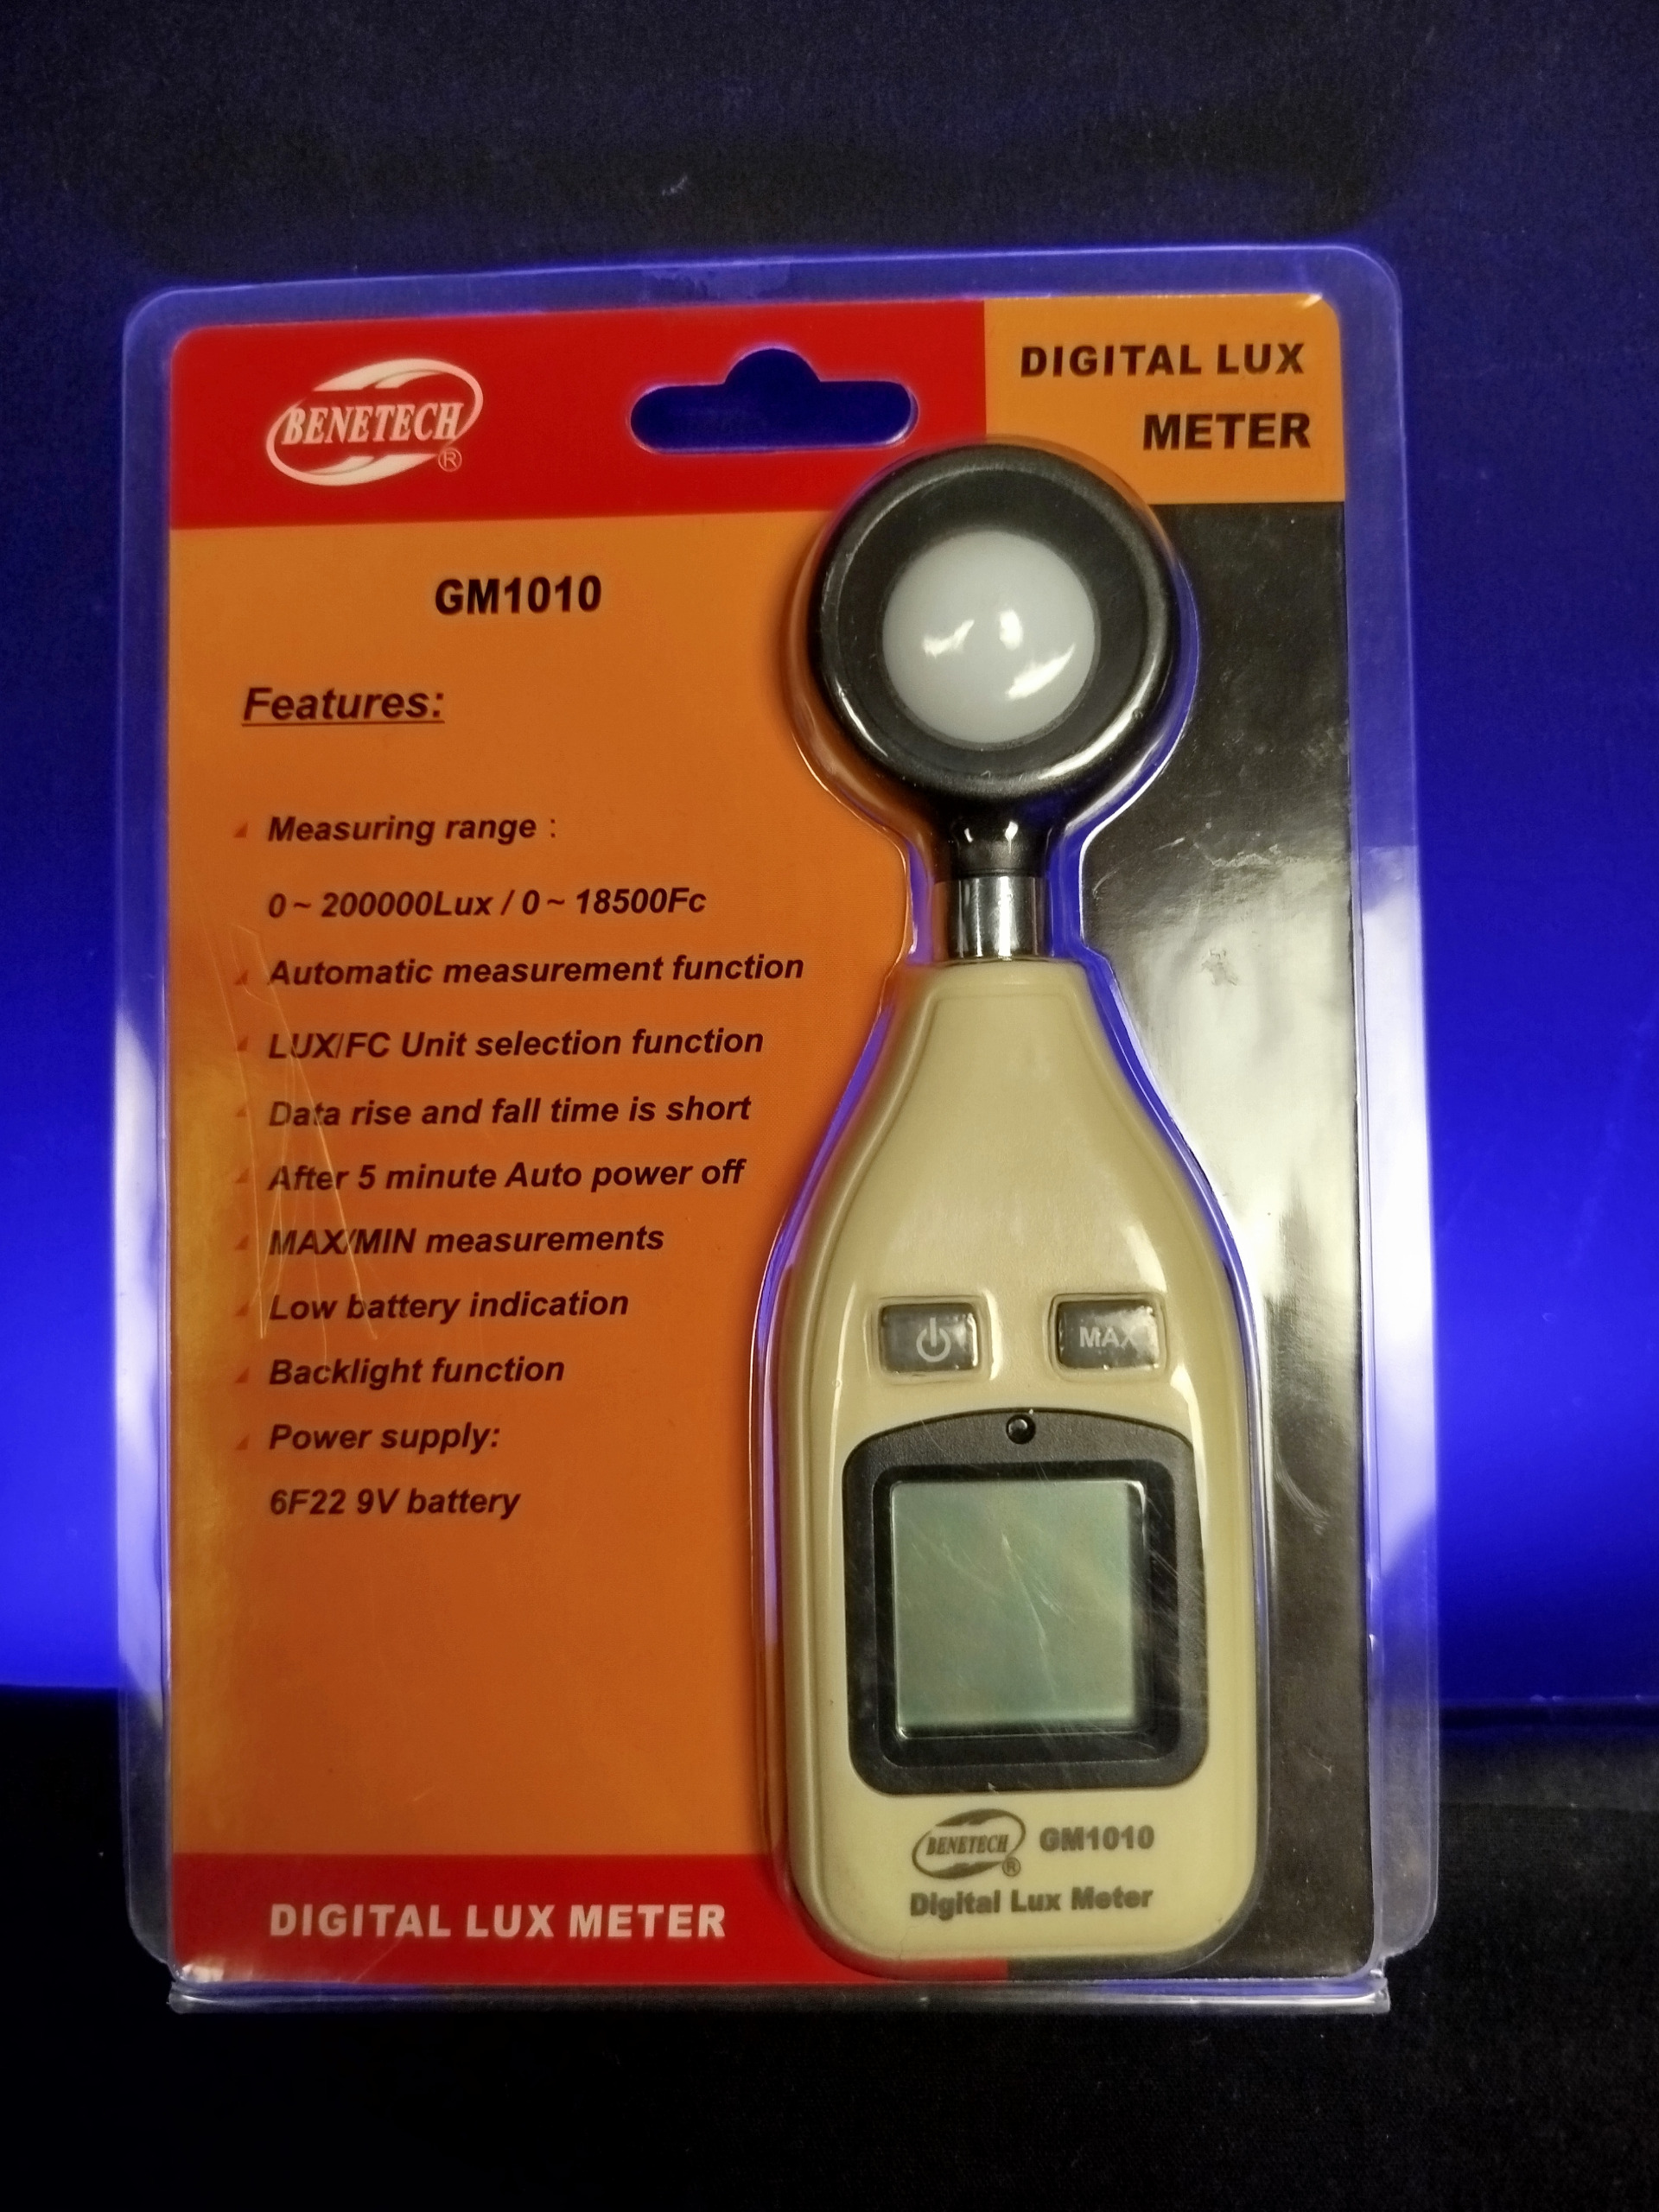 BENETECH
®
DIGITAL LUX
METER
GM1010
Features:
Measuring range :
0 ~ 200000Lux / 0 ~ 18500Fc
Automatic measurement function
LUX/FC Unit selection function
Data rise and fall time is short
After 5 minute Auto power off
MAX/MIN measurements
Low battery indication
Backlight function
Power supply:
6F22 9V battery
DIGITAL LUX METER
MAX
BENETECH ® GM1010
Digital Lux Meter